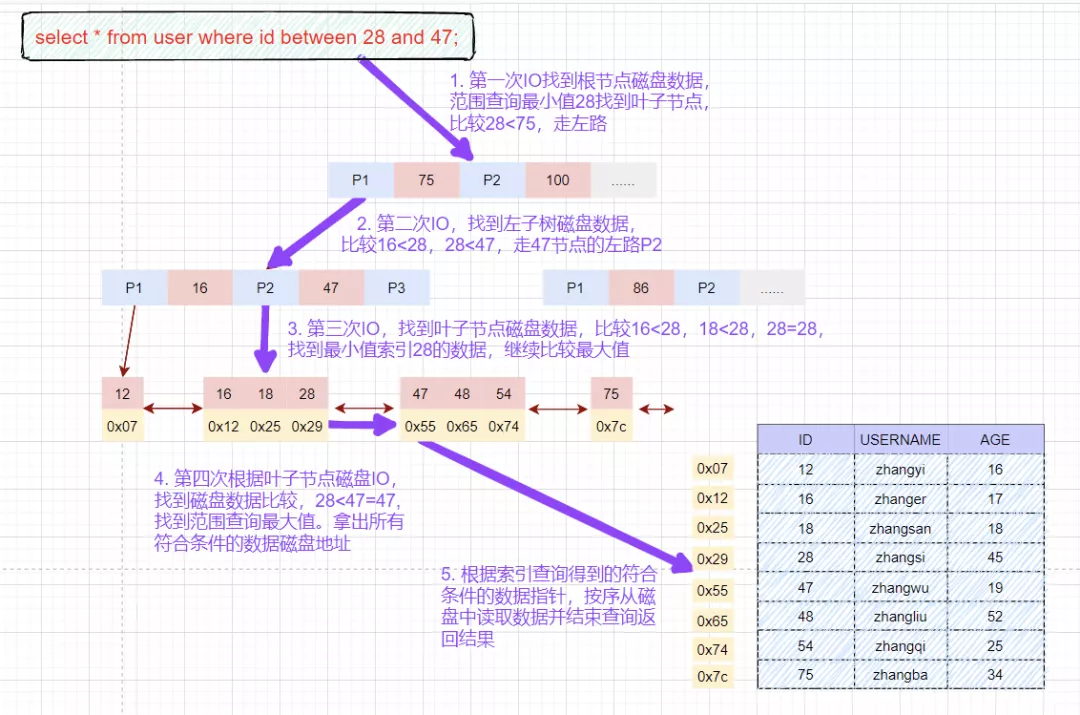 select * from user where id between 28 and 47;
1. 第一次IO找到根节点磁盘数据，
范围查询最小值28找到叶子节点，
比较28<75，走左路
P1 75 P2 100 ......
2. 第二次IO，找到左子树磁盘数据，
比较16<28，28<47，走47节点的左路P2
P1 16 P2 47 P3
P1 86 P2 ......
3. 第三次IO，找到叶子节点磁盘数据，比较16<28，18<28，28=28，
找到最小值索引28的数据，继续比较最大值
12 16 18 28 47 48 54 75
0x07 0x12 0x25 0x29 0x55 0x65 0x74 0x7c
4. 第四次根据叶子节点磁盘IO，
找到磁盘数据比较，28<47=47，
找到范围查询最大值。拿出所有
符合条件的数据磁盘地址
5. 根据索引查询得到的符合
条件的数据指针，按序从磁
盘中读取数据并结束查询返
回结果
ID USERNAME AGE
0x07 12 zhangyi 16
0x12 16 zhanger 17
0x25 18 zhangsan 18
0x29 28 zhangsi 45
0x55 47 zhangwu 19
0x65 48 zhangliu 52
0x74 54 zhangqi 25
0x7c 75 zhangba 34